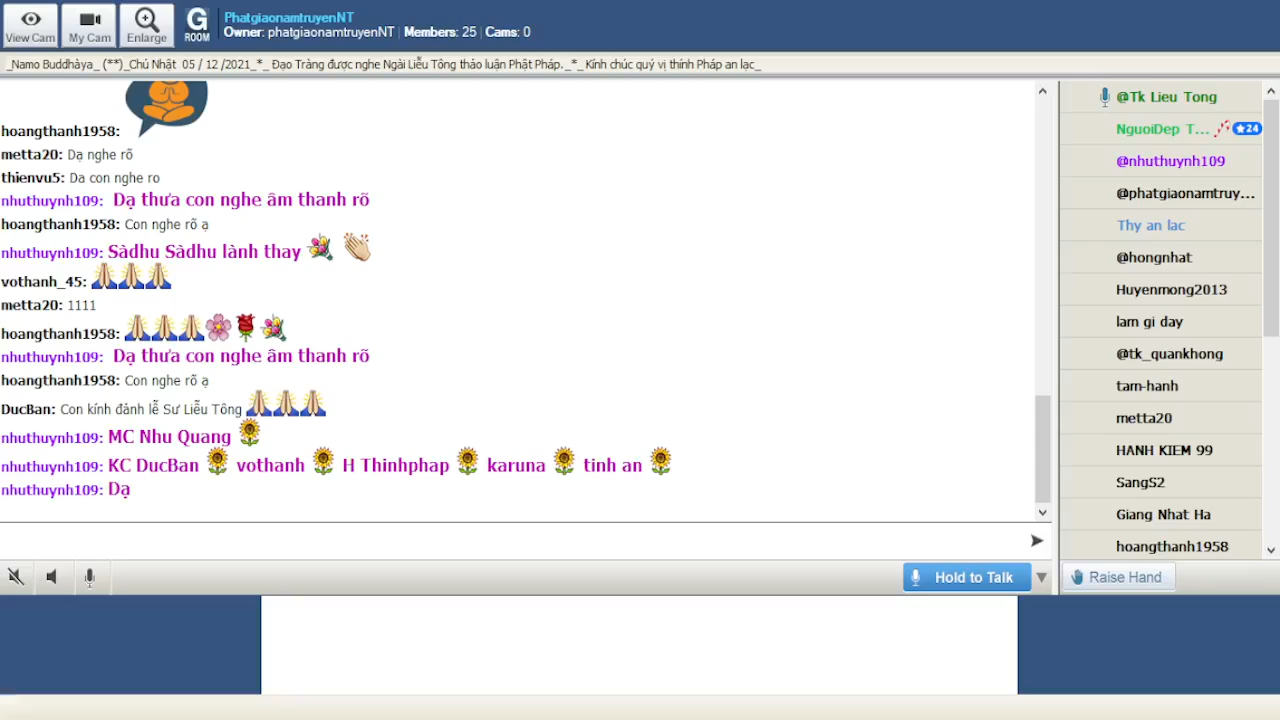 View Cam
My Cam
Enlarge
G
ROOM
PhatgiaonamtruyenNT
Owner: phatgiaonamtruyenNT | Members: 25 | Cams: 0
_Namo Buddhàya_ (**)_Chủ Nhật 05 / 12 /2021_*_ Đạo Tràng được nghe Ngài Liễu Tông thảo luận Phật Pháp._*_ Kính chúc quý vị thính Pháp an lạc_
hoangthanh1958:
metta20: Dạ nghe rõ
thienvu5: Da con nghe ro
nhuthuynh109: Dạ thưa con nghe âm thanh rõ
hoangthanh1958: Con nghe rõ ạ
nhuthuynh109: Sàdhu Sàdhu lành thay
vothanh_45:
metta20: 1111
hoangthanh1958:
nhuthuynh109: Dạ thưa con nghe âm thanh rõ
hoangthanh1958: Con nghe rõ ạ
DucBan: Con kính đảnh lễ Sư Liễu Tông
nhuthuynh109: MC Nhu Quang
nhuthuynh109: KC DucBan vothanh H Thinhphap karuna tinh an
nhuthuynh109: Dạ
@Tk Lieu Tong
NguoiDep T... 24
@nhuthuynh109
@phatgiaonamtruy...
Thy an lac
@hongnhat
Huyenmong2013
lam gi day
@tk_quankhong
tam-hanh
metta20
HANH KIEM 99
SangS2
Giang Nhat Ha
hoangthanh1958
Hold to Talk
Raise Hand